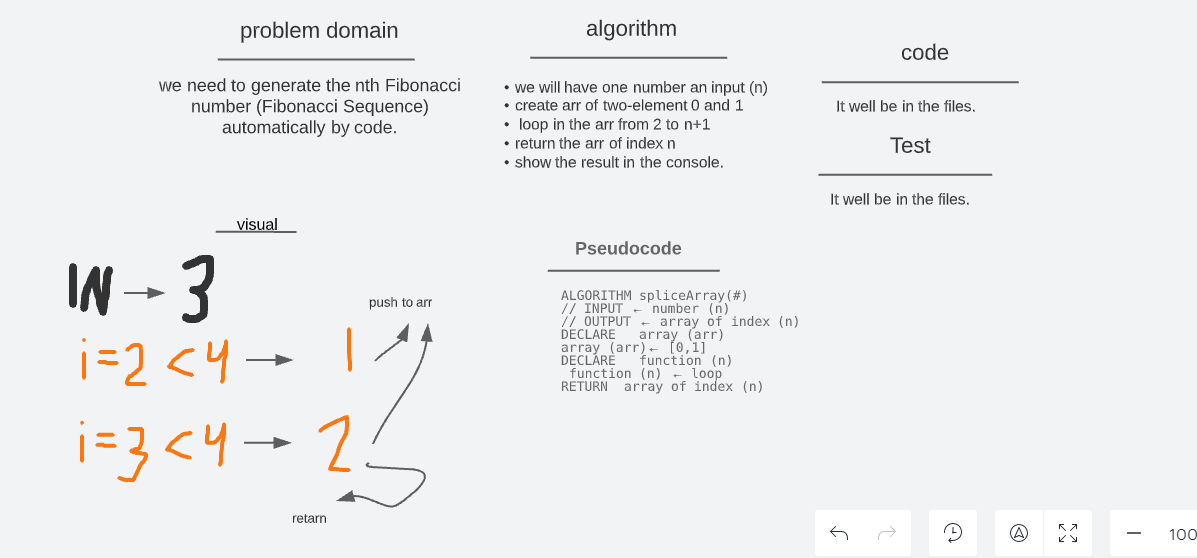 problem domain
we need to generate the nth Fibonacci
number (Fibonacci Sequence)
automatically by code.
algorithm
• we will have one number an input (n)
• create arr of two-element 0 and 1
• loop in the arr from 2 to n+1
• return the arr of index n
• show the result in the console.
code
It well be in the files.
Test
It well be in the files.
visual
IN → 3
push to arr
i=2 <4 → 1
i=3 <4 → 2
retarn
Pseudocode
ALGORITHM spliceArray(#)
// INPUT ← number (n)
// OUTPUT ← array of index (n)
DECLARE array (arr)
array (arr)← [0,1]
DECLARE function (n)
function (n) ← loop
RETURN array of index (n)
100